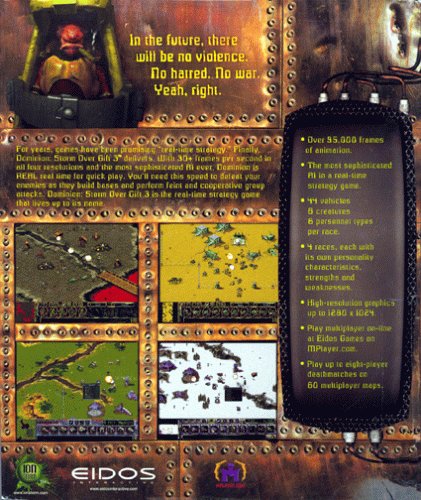 In the future, there
will be no violence.
No hatred. No war.
Yeah, right.
For years, games have been promising "real-time strategy." Finally,
Dominion: Storm Over Gift 3 delivers. With 30+ frames per second in
all four resolutions and the most sophisticated AI ever, Dominion is
REAL real time for quick play. You'll need this speed to defeat your
enemies as they build bases and perform feint and cooperative group
attacks. Dominion: Storm Over Gift 3 is the real-time strategy game
that lives up to its name.
• Over 95,000 frames
of animation.
• The most sophisticated
AI in a real-time
strategy game.
• 44 vehicles
8 creatures
6 personnel types
per race.
• 4 races, each with
its own personality
characteristics,
strengths and
weaknesses.
• High-resolution graphics
up to 1280 x 1024.
• Play multiplayer on-line
at Eidos Games on
MPlayer.com.
• Play up to eight-player
deathmatches on
60 multiplayer maps.
ION
EIDOS
INTERACTIVE
www.eidosinteractive.com